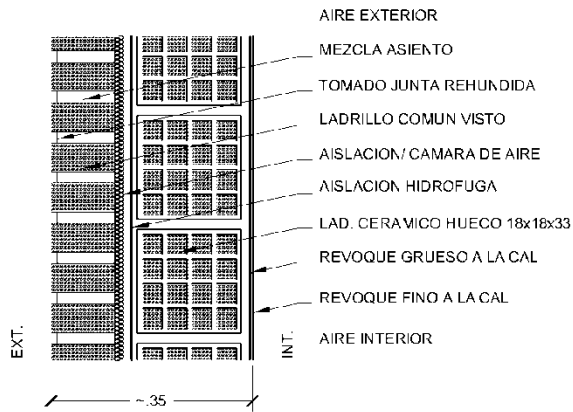 AIRE EXTERIOR
MEZCLA ASIENTO
TOMADO JUNTA REHUNDIDA
LADRILLO COMUN VISTO
AISLACION/ CAMARA DE AIRE
AISLACION HIDROFUGA
LAD. CERAMICO HUECO 18x18x33
REVOQUE GRUESO A LA CAL
REVOQUE FINO A LA CAL
AIRE INTERIOR
EXT.
INT.
~.35